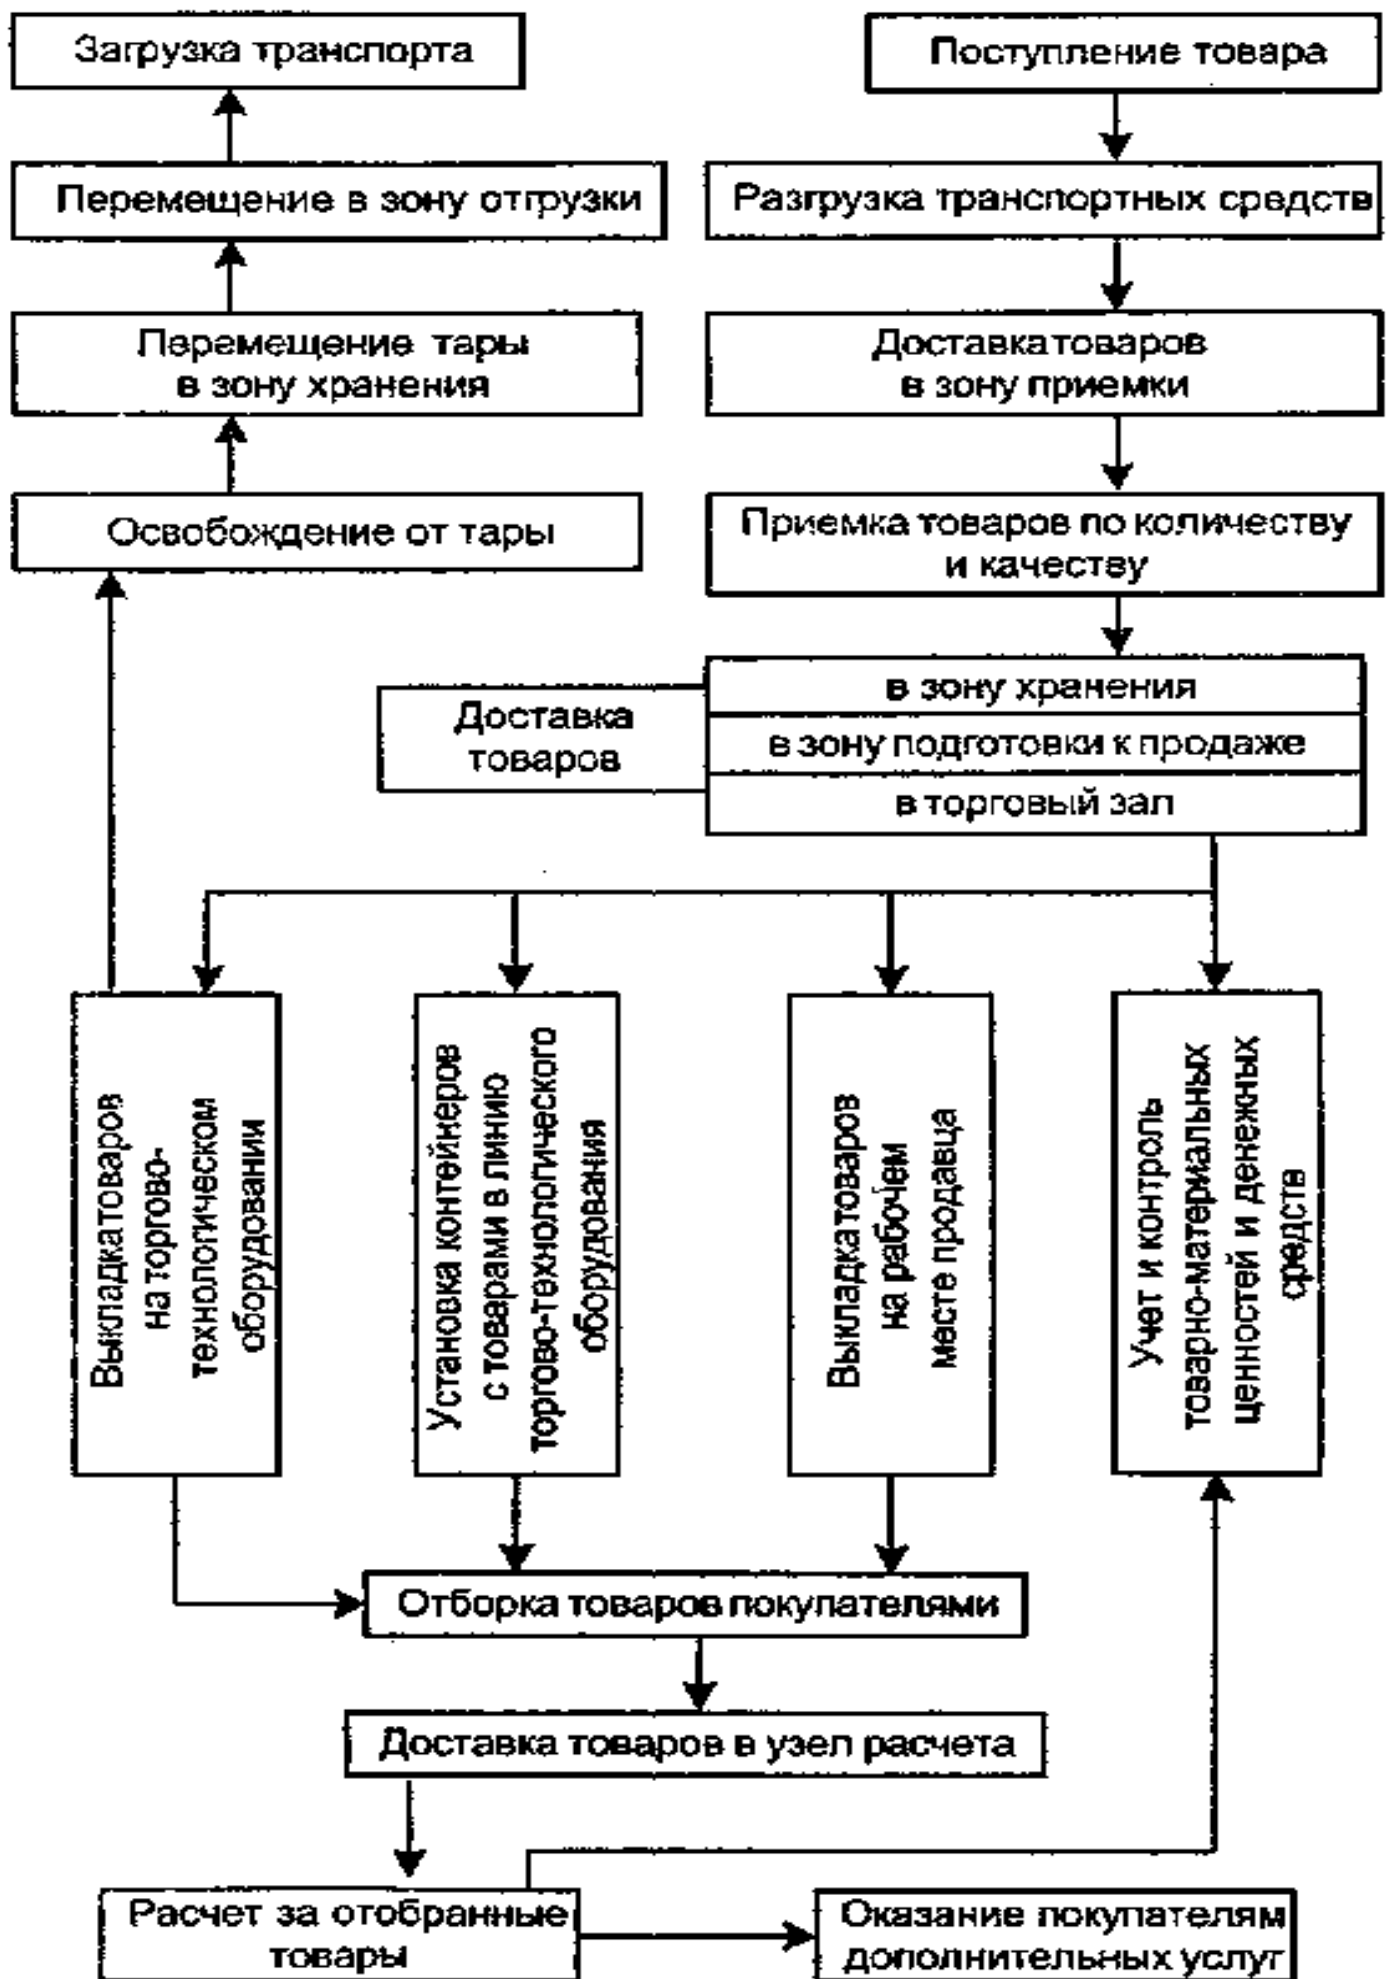 Загрузка транспорта
Поступление товара
Перемещение в зону отгрузки
Разгрузка транспортных средств
Перемещение тары
в зону хранения
Доставка товаров
в зону приемки
Освобождение от тары
Приемка товаров по количеству
и качеству
Доставка
товаров
в зону хранения
в зону подготовки к продаже
в торговый зал
Выкладка товаров
на торгово-
технологическом
оборудовании
Установка контейнеров
с товарами в линию
торгово-технологического
оборудования
Выкладка товаров
на рабочем
месте продавца
Учет и контроль
товарно-материальных
ценностей и денежных
средств
Отборка товаров покупателями
Доставка товаров в узел расчета
Расчет за отобранные
товары
Оказание покупателям
дополнительных услуг